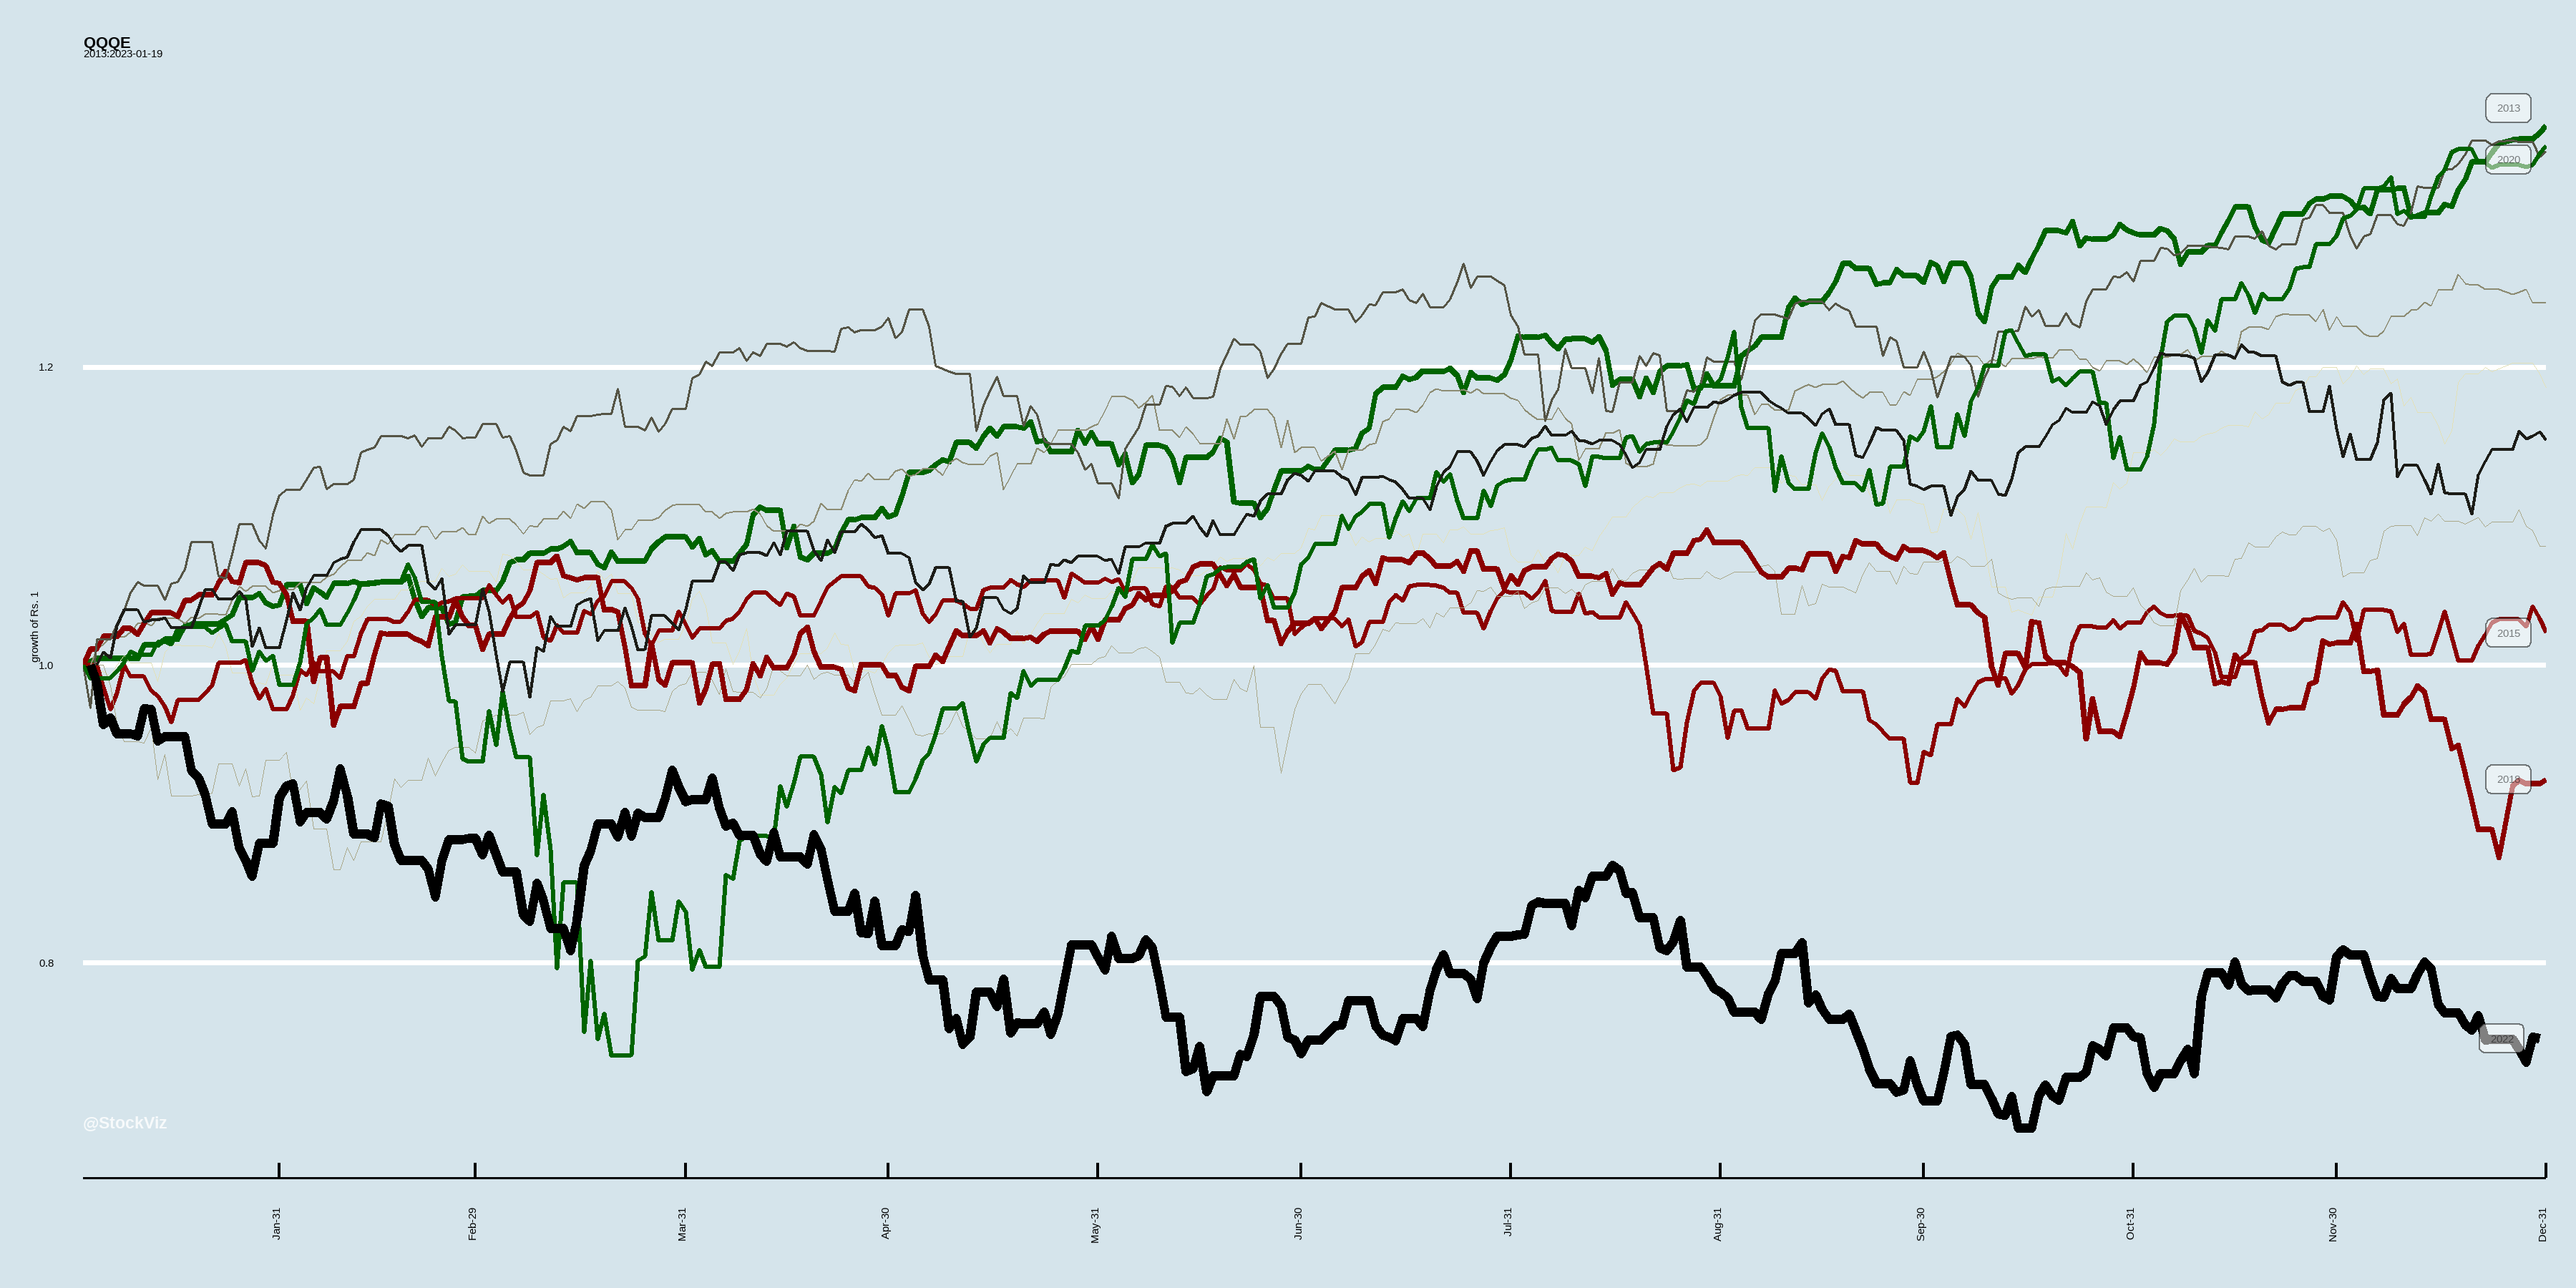 QQQE
2013:2023-01-19
2013
2020
1.2
growth of Rs. 1
1.0
2015
2018
0.8
2022
@StockViz
Jan-31
Feb-29
Mar-31
Apr-30
May-31
Jun-30
Jul-31
Aug-31
Sep-30
Oct-31
Nov-30
Dec-31